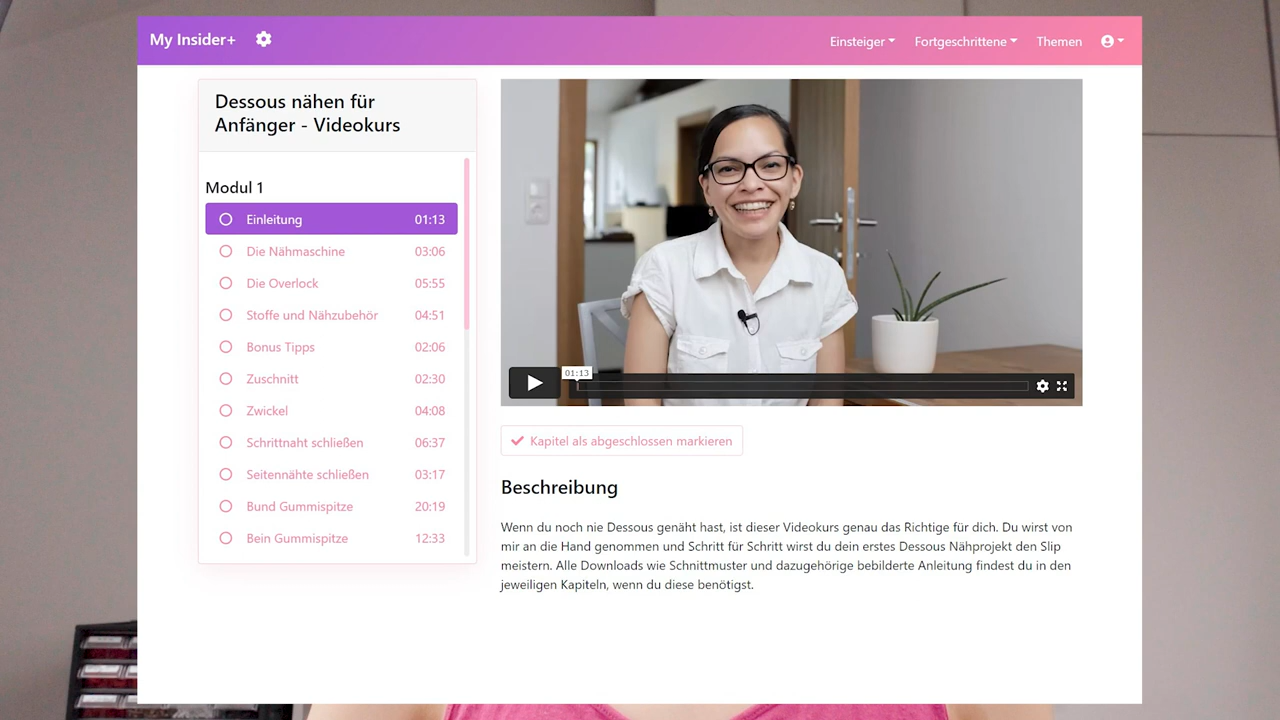 My Insider+
Einsteiger
Fortgeschrittene
Themen
Dessous nähen für
Anfänger - Videokurs
Modul 1
Einleitung 01:13
Die Nähmaschine 03:06
Die Overlock 05:55
Stoffe und Nähzubehör 04:51
Bonus Tipps 02:06
Zuschnitt 02:30
Zwickel 04:08
Schrittnaht schließen 06:37
Seitennähte schließen 03:17
Bund Gummispitze 20:19
Bein Gummispitze 12:33
01:13
Kapitel als abgeschlossen markieren
Beschreibung
Wenn du noch nie Dessous genäht hast, ist dieser Videokurs genau das Richtige für dich. Du wirst von
mir an die Hand genommen und Schritt für Schritt wirst du dein erstes Dessous Nähprojekt den Slip
meistern. Alle Downloads wie Schnittmuster und dazugehörige bebilderte Anleitung findest du in den
jeweiligen Kapiteln, wenn du diese benötigst.